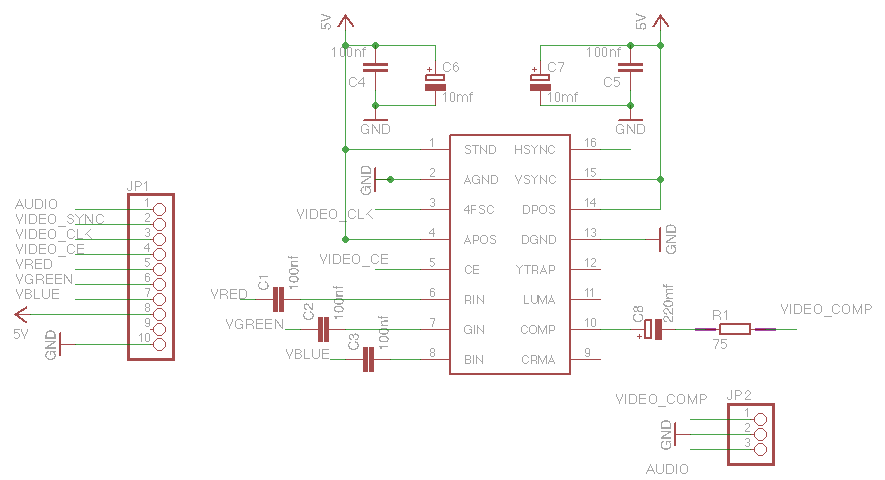 5V
5V
100nf
C4
C6
10mf
GND
C7
10mf
100nf
C5
GND
1 STND HSYNC 16
GND 2 AGND VSYNC 15
VIDEO_CLK 3 4FSC DPOS 14
4 APOS DGND 13 GND
VIDEO_CE 5 CE YTRAP 12
VRED C1 100nf 6 RIN LUMA 11
VGREEN C2 100nf 7 GIN COMP 10 C8 220mf R1 75 VIDEO_COMP
VBLUE C3 100nf 8 BIN CRMA 9
JP1
AUDIO 1
VIDEO_SYNC 2
VIDEO_CLK 3
VIDEO_CE 4
VRED 5
VGREEN 6
VBLUE 7
5V 8
9
GND 10
JP2
VIDEO_COMP 1
GND 2
AUDIO 3
+
+
+